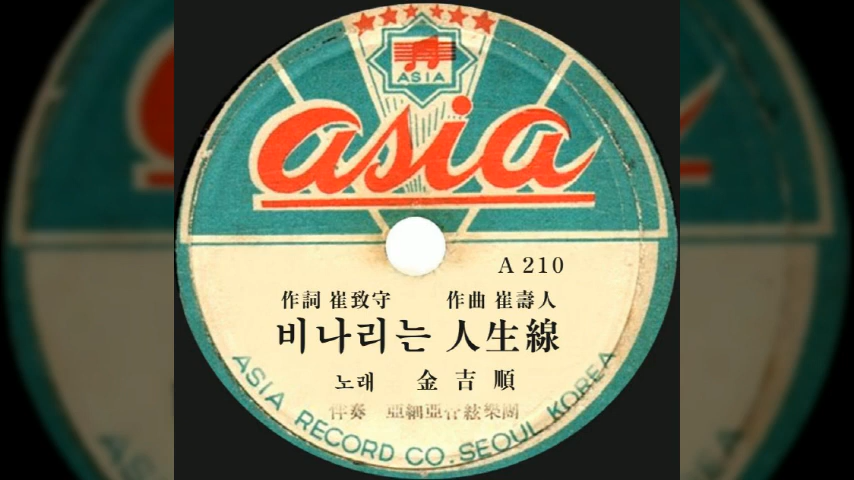 ASIA
asia
A 210
作詞 崔致守 作曲 崔壽人
비나리는 人生線
노래 金吉順
伴奏 亞細亞管絃樂團
ASIA RECORD CO. SEOUL KOREA